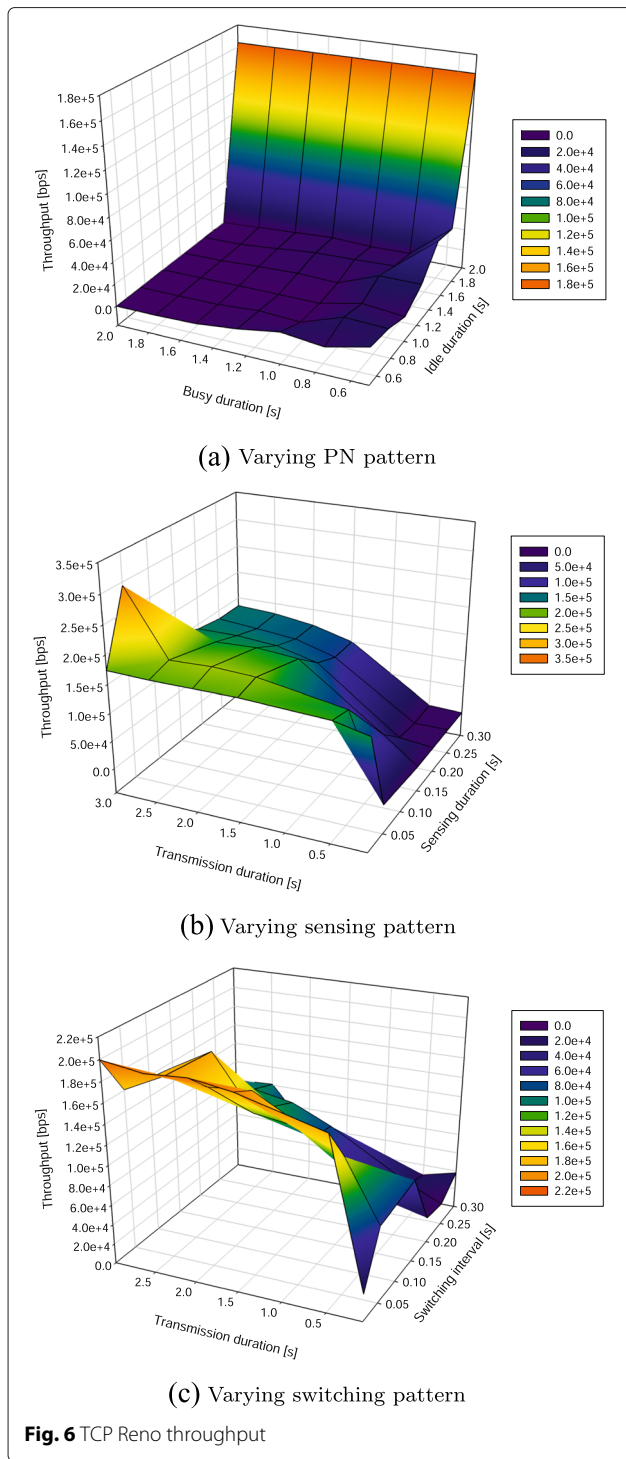 1.8e+5
1.6e+5
1.4e+5
1.2e+5
1.0e+5
8.0e+4
6.0e+4
4.0e+4
2.0e+4
0.0
Throughput [bps]
2.0
1.8
1.6
1.4
1.2
1.0
0.8
0.6
Busy duration [s]
0.6
0.8
1.0
1.2
1.4
1.6
1.8
2.0
Idle duration [s]
0.0
2.0e+4
4.0e+4
6.0e+4
8.0e+4
1.0e+5
1.2e+5
1.4e+5
1.6e+5
1.8e+5
(a) Varying PN pattern
3.5e+5
3.0e+5
2.5e+5
2.0e+5
1.5e+5
1.0e+5
5.0e+4
0.0
Throughput [bps]
3.0
2.5
2.0
1.5
1.0
0.5
Transmission duration [s]
0.05
0.10
0.15
0.20
0.25
0.30
Sensing duration [s]
0.0
5.0e+4
1.0e+5
1.5e+5
2.0e+5
2.5e+5
3.0e+5
3.5e+5
(b) Varying sensing pattern
2.2e+5
2.0e+5
1.8e+5
1.6e+5
1.4e+5
1.2e+5
1.0e+5
8.0e+4
6.0e+4
4.0e+4
2.0e+4
0.0
Throughput [bps]
2.5
2.0
1.5
1.0
0.5
Transmission duration [s]
0.05
0.10
0.15
0.20
0.25
0.30
Switching interval [s]
0.0
2.0e+4
4.0e+4
6.0e+4
8.0e+4
1.0e+5
1.2e+5
1.4e+5
1.6e+5
1.8e+5
2.0e+5
2.2e+5
(c) Varying switching pattern
Fig. 6 TCP Reno throughput